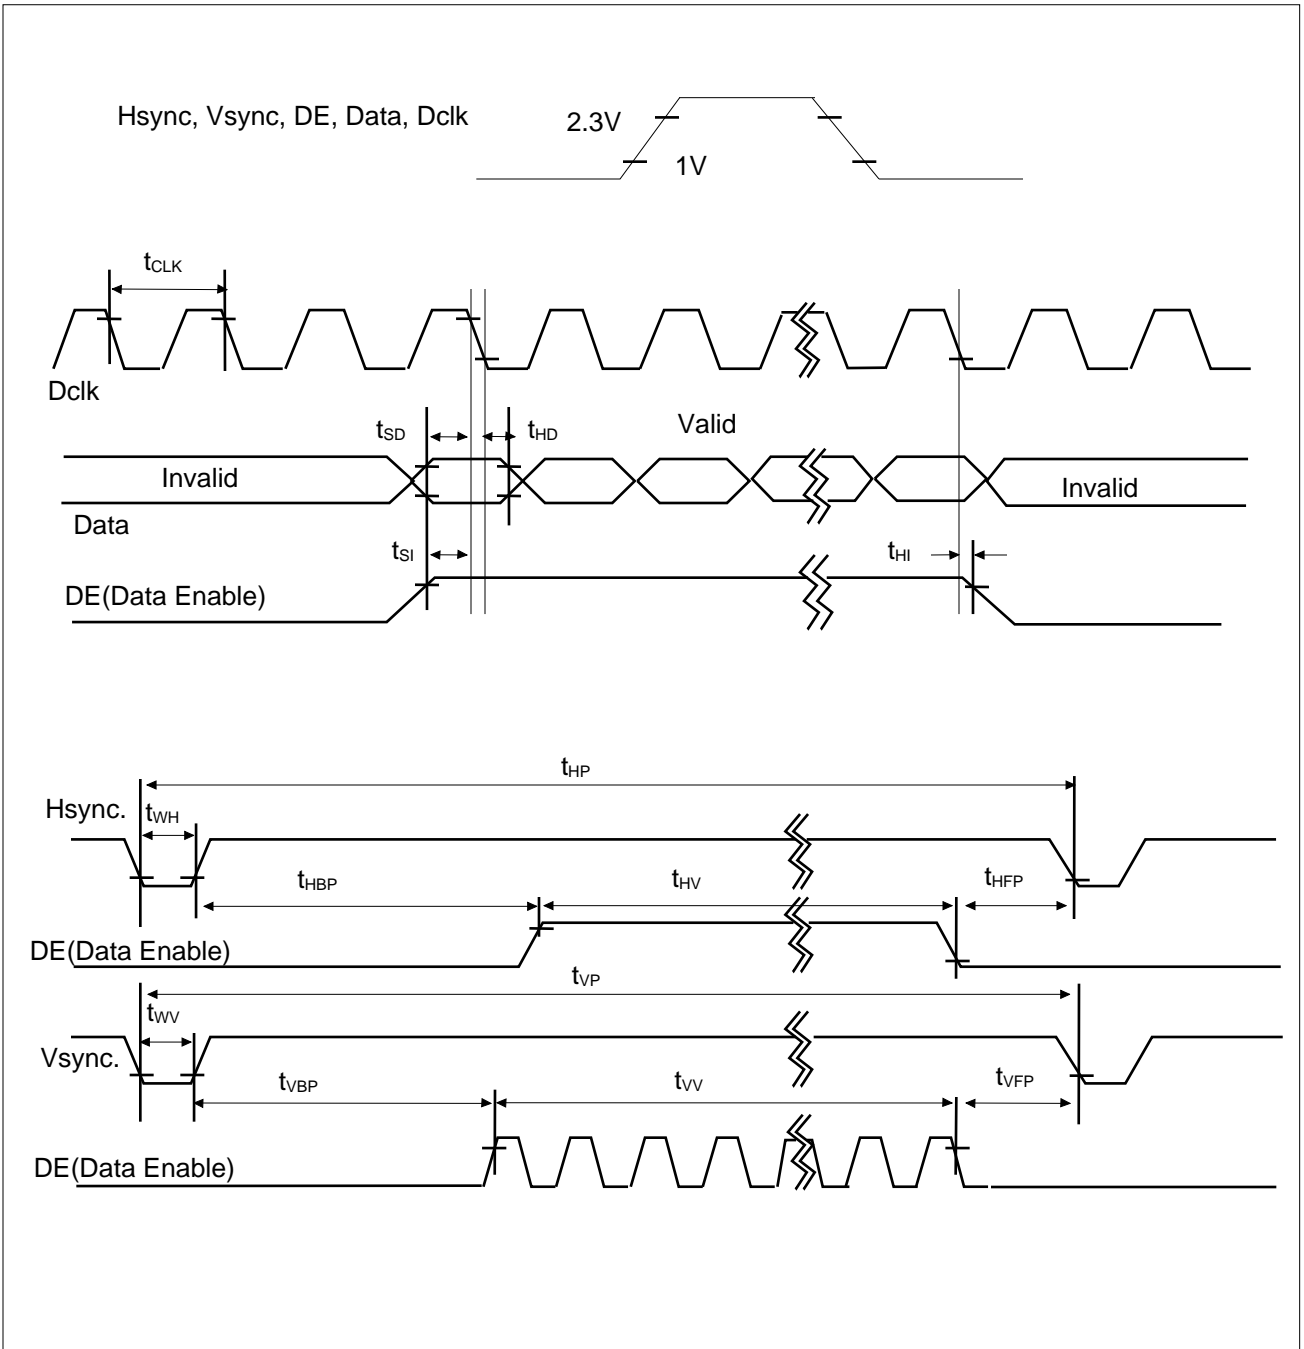 Hsync, Vsync, DE, Data, Dclk
2.3V
1V
tCLK
Dclk
tSD
tHD
Valid
Invalid
Invalid
Data
tSI
tHI
DE(Data Enable)
tHP
Hsync.
tWH
tHBP
tHV
tHFP
DE(Data Enable)
tVP
tWV
Vsync.
tVBP
tVV
tVFP
DE(Data Enable)